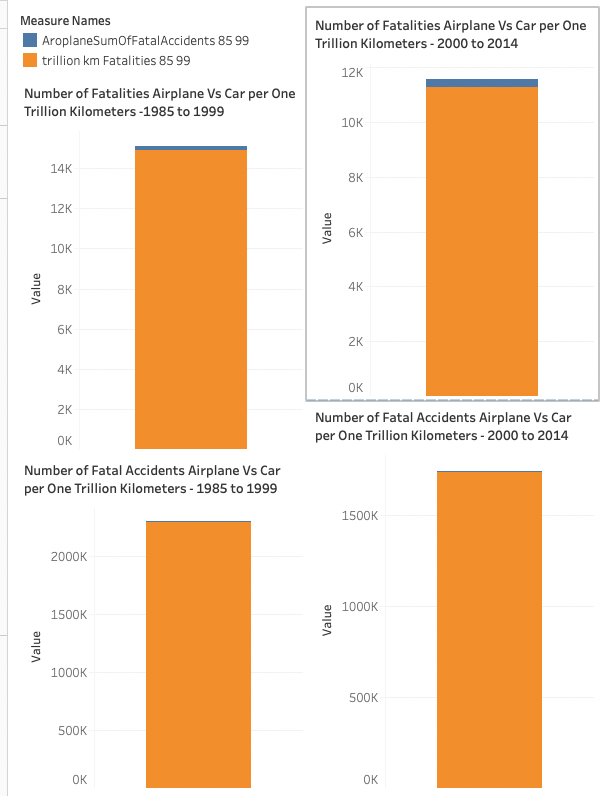 Measure Names
AroplaneSumOfFatalAccidents 85 99
trillion km Fatalities 85 99
Number of Fatalities Airplane Vs Car per One
Trillion Kilometers -1985 to 1999
14K
12K
10K
8K
6K
4K
2K
0K
Value
Number of Fatalities Airplane Vs Car per One
Trillion Kilometers - 2000 to 2014
12K
10K
8K
6K
4K
2K
0K
Value
Number of Fatal Accidents Airplane Vs Car
per One Trillion Kilometers - 1985 to 1999
2000K
1500K
1000K
500K
0K
Value
Number of Fatal Accidents Airplane Vs Car
per One Trillion Kilometers - 2000 to 2014
1500K
1000K
500K
0K
Value